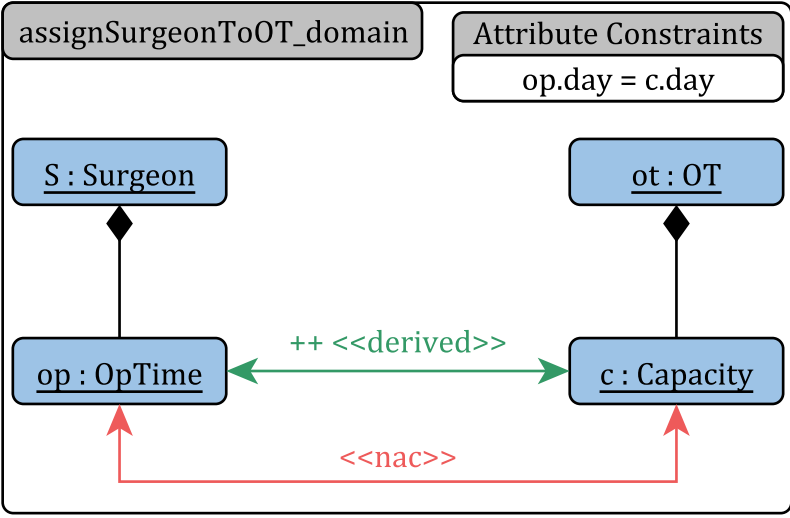 assignSurgeonToOT_domain
Attribute Constraints
op.day = c.day
S : Surgeon
ot : OT
++ <<derived>>
op : OpTime
c : Capacity
<<nac>>